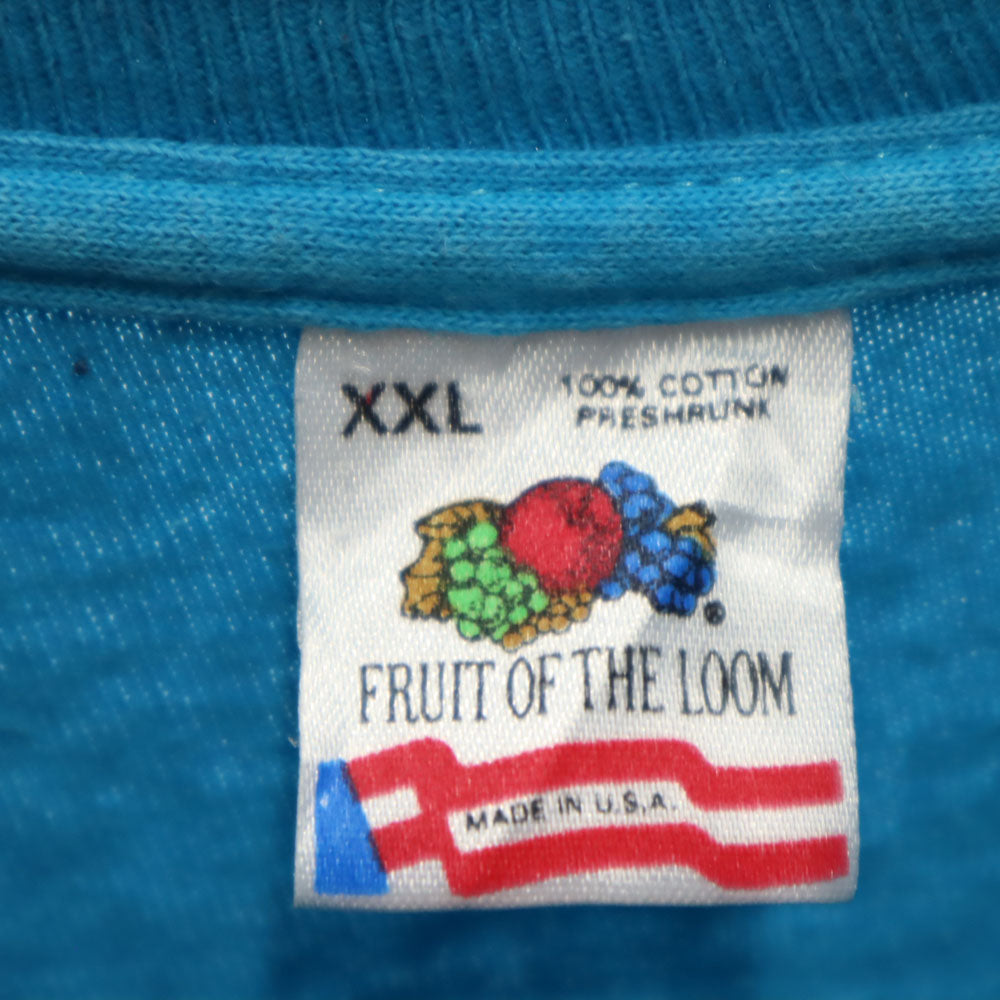 XXL
100% COTTON
PRESHRUNK
®
FRUIT OF THE LOOM
MADE IN U.S.A.